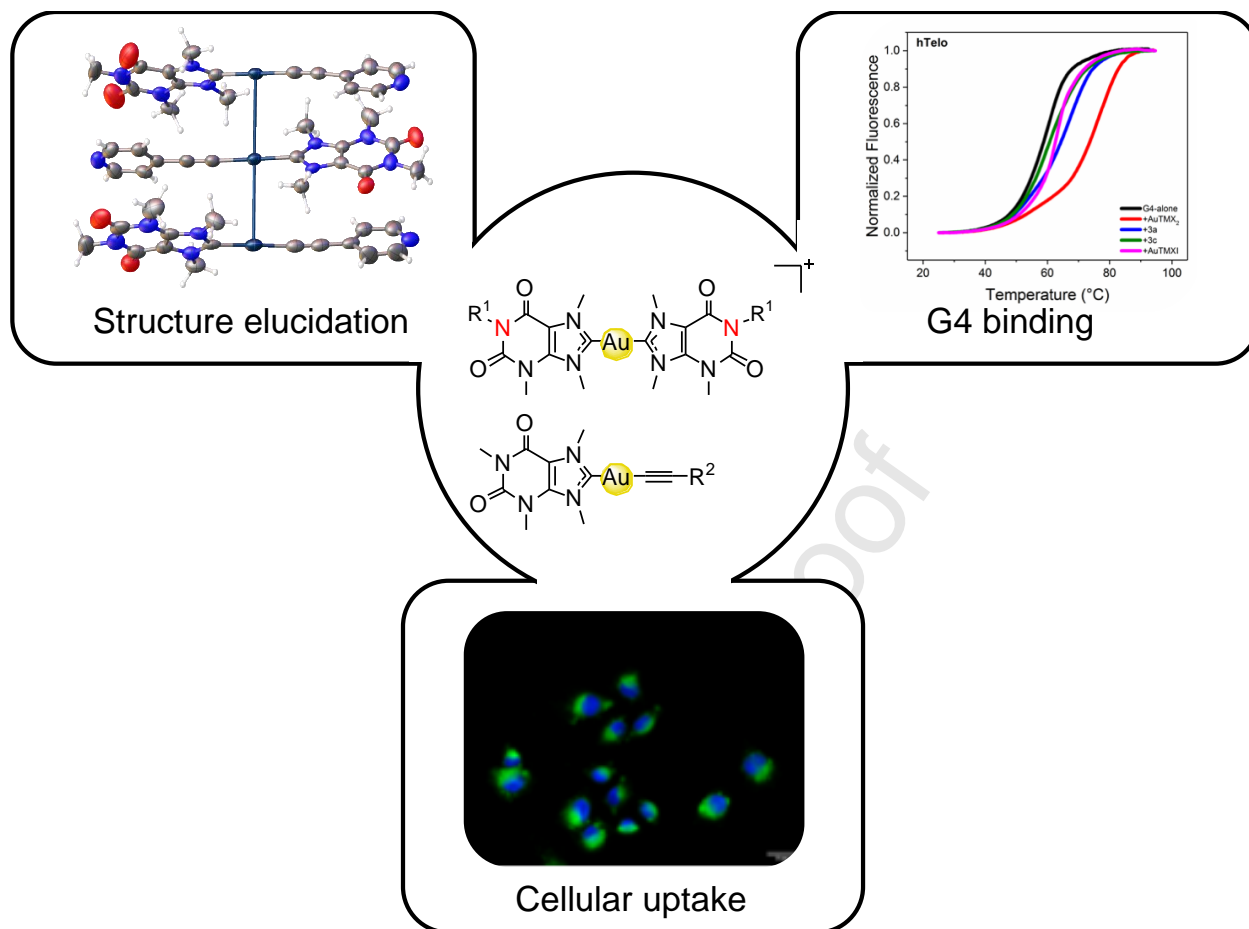 hTelo
Normalized Fluorescence
1.0
0.8
0.6
0.4
0.2
0.0
G4-alone
+AuTMX₂
+3a
+3c
+AuTMXI
20 40 60 80 100
Temperature (°C)
Structure elucidation
G4 binding
+
R¹ O O R¹
N N N N
Au
O N N N N O
O
N N
Au R²
O N N
oof
Cellular uptake